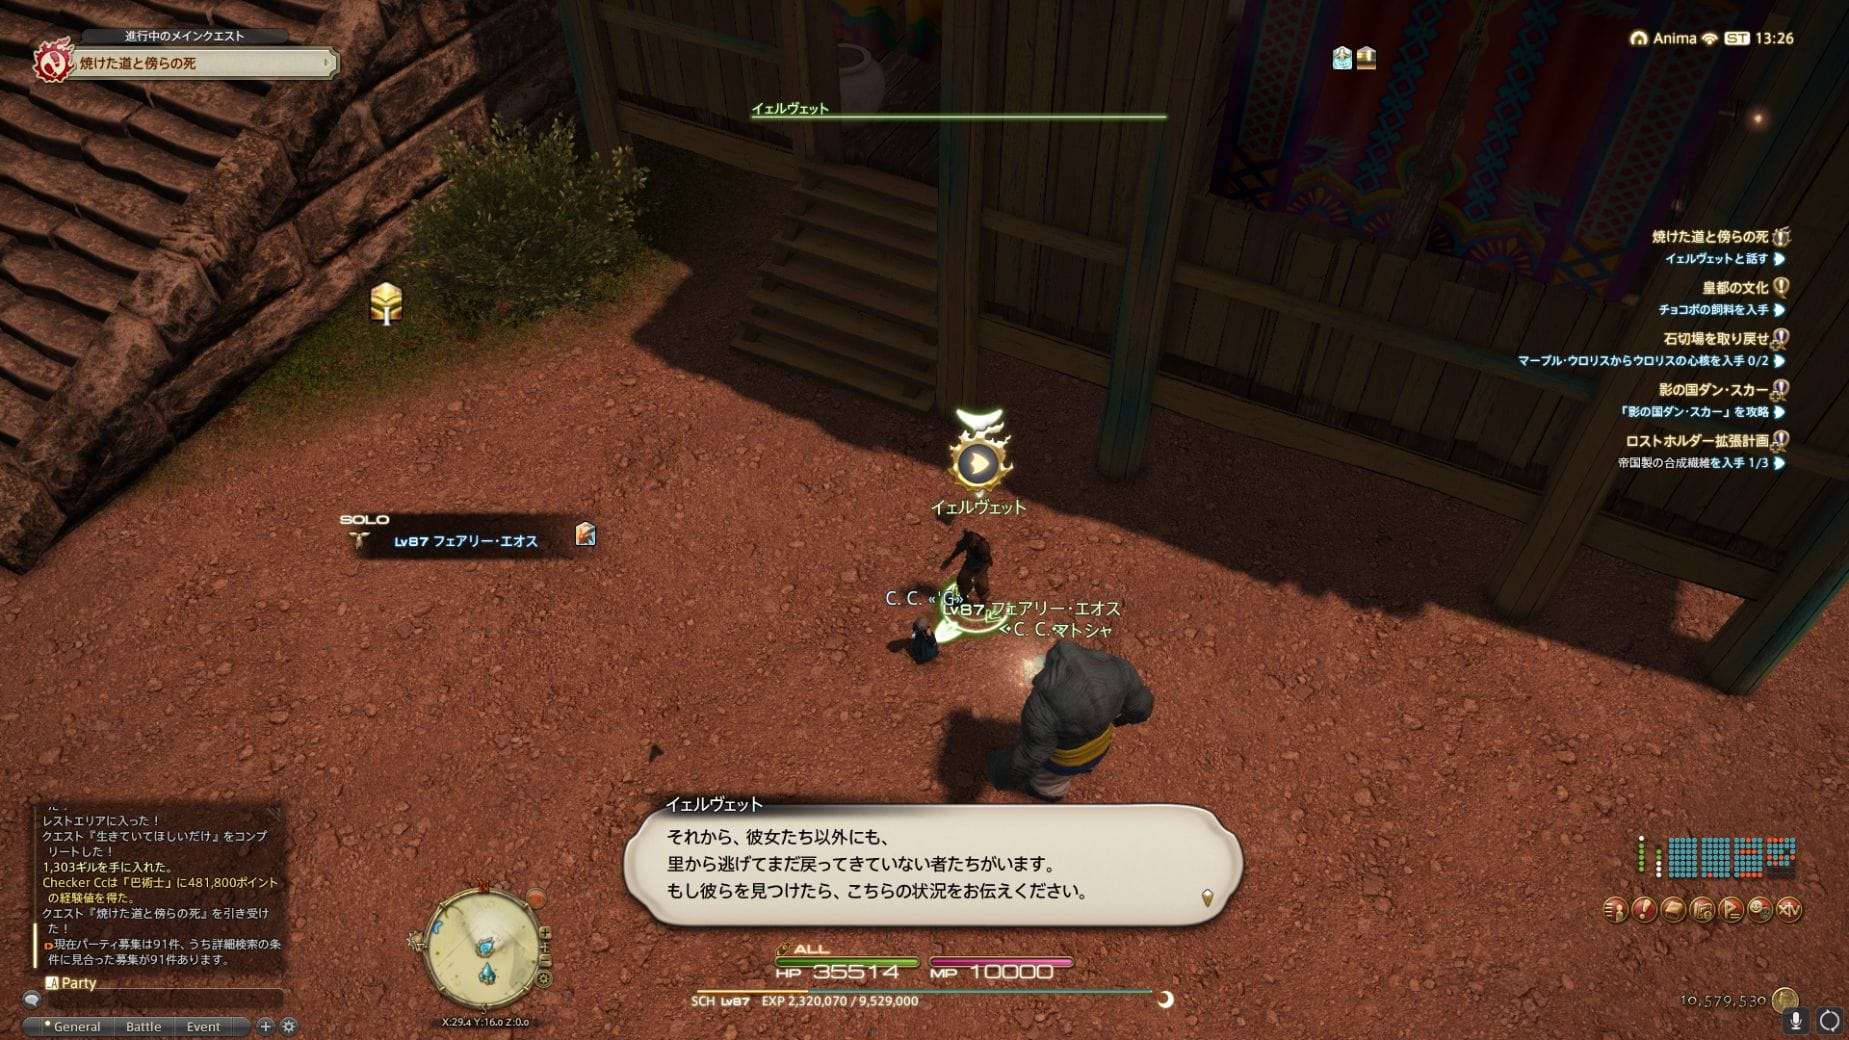 進行中のメインクエスト
焼けた道と傍らの死
Anima ST 13:26
イェルヴェット
焼けた道と傍らの死
イェルヴェットと話す
皇都の文化
チョコボの飼料を入手
石切場を取り戻せ
マーブル・ウロリスからウロリスの心核を入手 0/2
影の国ダン・スカー
「影の国ダン・スカー」を攻略
ロストホルダー拡張計画
帝国製の合成繊維を入手 1/3
SOLO
Lv87 フェアリー・エオス
イェルヴェット
C. C. «'G»
Lv87 フェアリー・エオス
C. C.
マトシャ
イェルヴェット
それから、彼女たち以外にも、
里から逃げてまだ戻ってきていない者たちがいます。
もし彼らを見つけたら、こちらの状況をお伝えください。
レストエリアに入った！
クエスト『生きていてほしいだけ』をコンプ
リートした！
1,303ギルを手に入れた。
Checker Ccは「巴術士」に481,800ポイント
の経験値を得た。
クエスト『焼けた道と傍らの死』を引き受け
た！
現在パーティ募集は91件、うち詳細検索の条
件に見合った募集が91件あります。
Party
General Battle Event
X:29.4 Y:16.0 Z:0.0
ALL
HP 35514 MP 10000
SCH Lv87 EXP 2,320,070 / 9,529,000
XIV
10,579,530